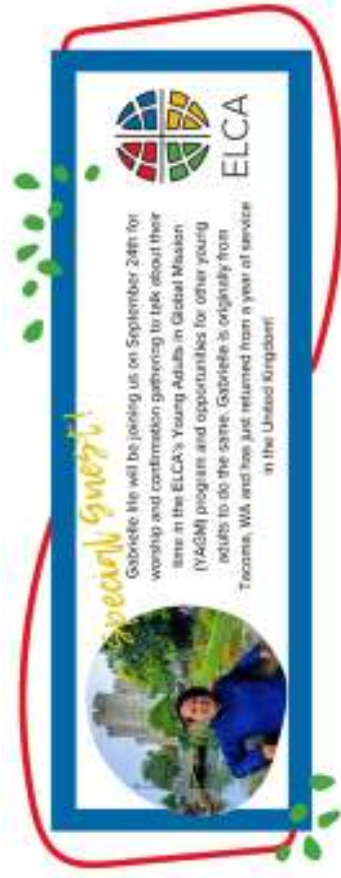 special guest!
Gabrielle will be joining us on September 24th for
worship and confirmation gathering to talk about their
time in the ELCA's Young Adults in Global Mission
(YAGM) program and opportunities for other young
adults to do the same. Gabrielle is originally from
Tacoma, WA and has just returned from a year of service
in the United Kingdom!
ELCA